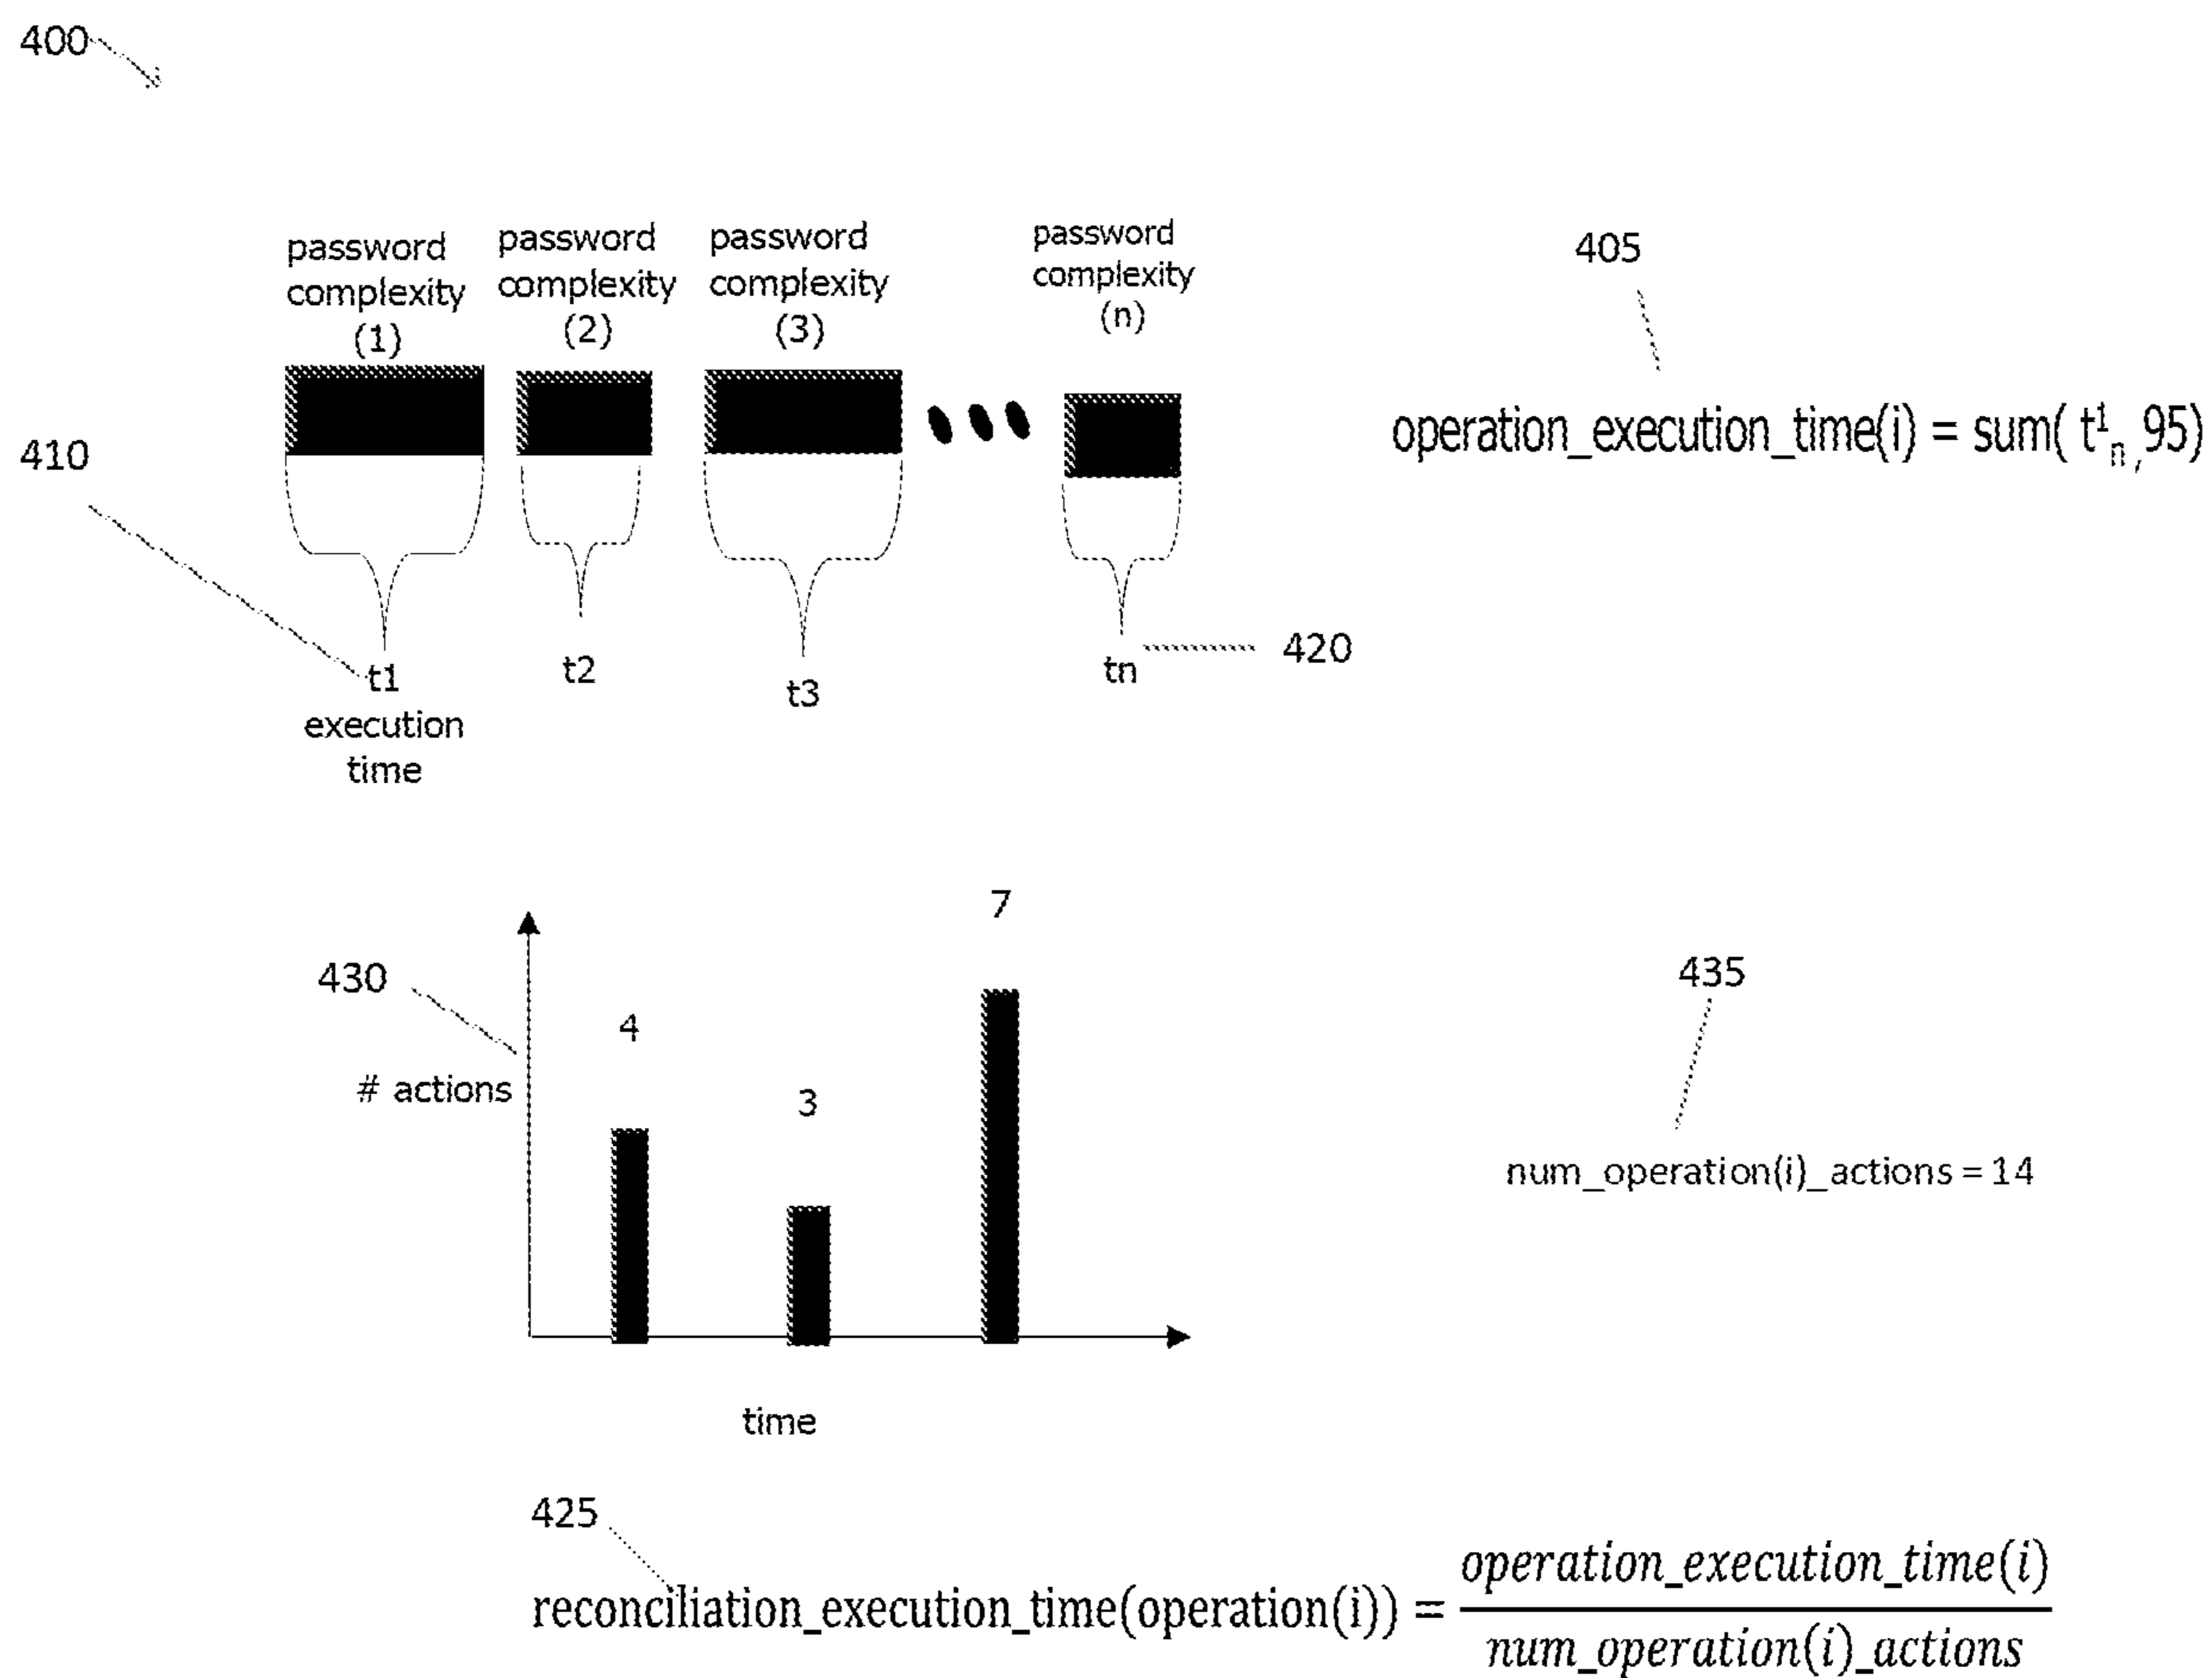 400
password complexity (1)
password complexity (2)
password complexity (3)
password complexity (n)
405
operation_execution_time(i) = sum( t¹ₙ, 95)
410
t1
execution
time
t2
t3
tn
420
430
# actions
4
3
7
time
435
num_operation(i)_actions = 14
425
reconciliation_execution_time(operation(i)) = operation_execution_time(i)
num_operation(i)_actions